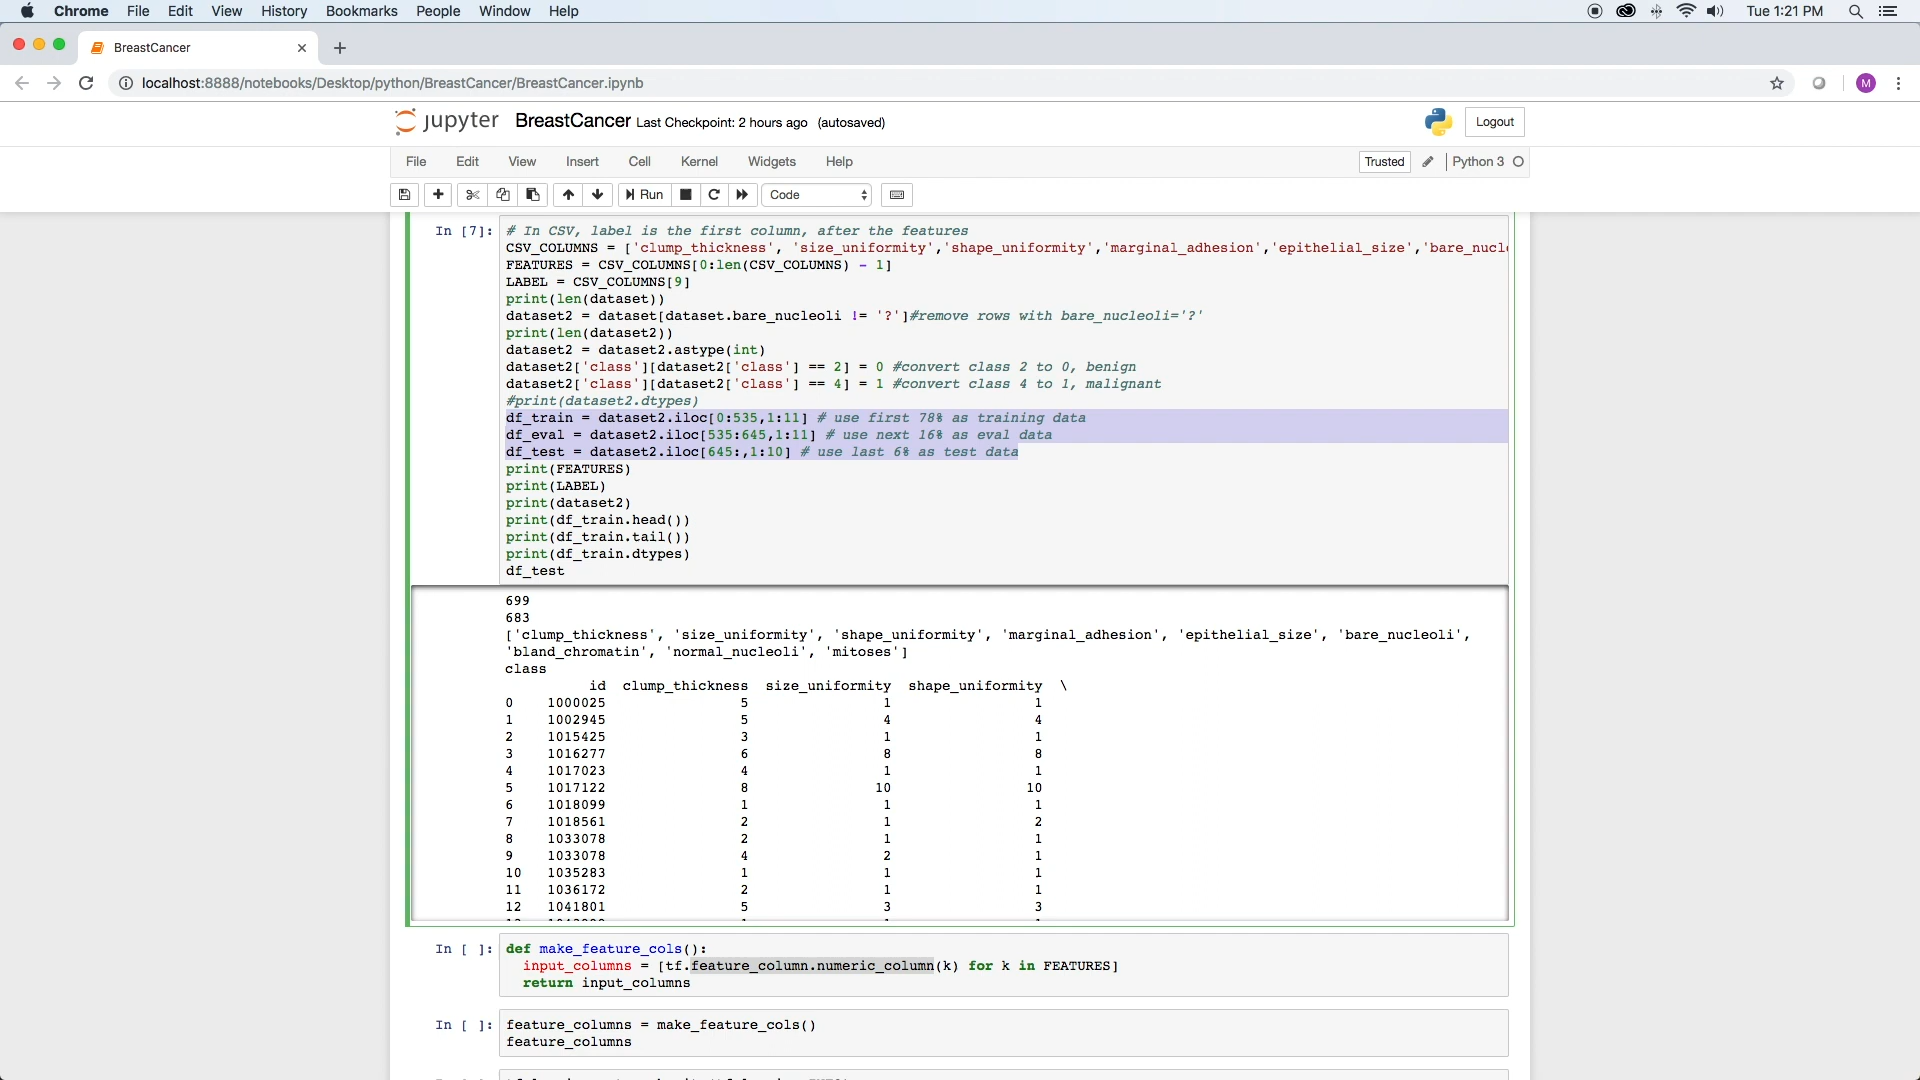 Chrome File Edit View History Bookmarks People Window Help Tue 1:21 PM
BreastCancer
localhost:8888/notebooks/Desktop/python/BreastCancer/BreastCancer.ipynb M
jupyter BreastCancer Last Checkpoint: 2 hours ago (autosaved) Logout
File Edit View Insert Cell Kernel Widgets Help Trusted Python 3
Run Code
In [7]: # In CSV, label is the first column, after the features
CSV_COLUMNS = ['clump_thickness', 'size_uniformity','shape_uniformity','marginal_adhesion','epithelial_size','bare_nucl
FEATURES = CSV_COLUMNS[0:len(CSV_COLUMNS) - 1]
LABEL = CSV_COLUMNS[9]
print(len(dataset))
dataset2 = dataset[dataset.bare_nucleoli != '?']#remove rows with bare_nucleoli='?'
print(len(dataset2))
dataset2 = dataset2.astype(int)
dataset2['class'][dataset2['class'] == 2] = 0 #convert class 2 to 0, benign
dataset2['class'][dataset2['class'] == 4] = 1 #convert class 4 to 1, malignant
#print(dataset2.dtypes)
df_train = dataset2.iloc[0:535,1:11] # use first 78% as training data
df_eval = dataset2.iloc[535:645,1:11] # use next 16% as eval data
df_test = dataset2.iloc[645:,1:10] # use last 6% as test data
print(FEATURES)
print(LABEL)
print(dataset2)
print(df_train.head())
print(df_train.tail())
print(df_train.dtypes)
df_test
699
683
['clump_thickness', 'size_uniformity', 'shape_uniformity', 'marginal_adhesion', 'epithelial_size', 'bare_nucleoli',
'bland_chromatin', 'normal_nucleoli', 'mitoses']
class
id clump_thickness size_uniformity shape_uniformity \
0 1000025 5 1 1
1 1002945 5 4 4
2 1015425 3 1 1
3 1016277 6 8 8
4 1017023 4 1 1
5 1017122 8 10 10
6 1018099 1 1 1
7 1018561 2 1 2
8 1033078 2 1 1
9 1033078 4 2 1
10 1035283 1 1 1
11 1036172 2 1 1
12 1041801 5 3 3
In [ ]: def make_feature_cols():
input_columns = [tf.feature_column.numeric_column(k) for k in FEATURES]
return input_columns
In [ ]: feature_columns = make_feature_cols()
feature_columns